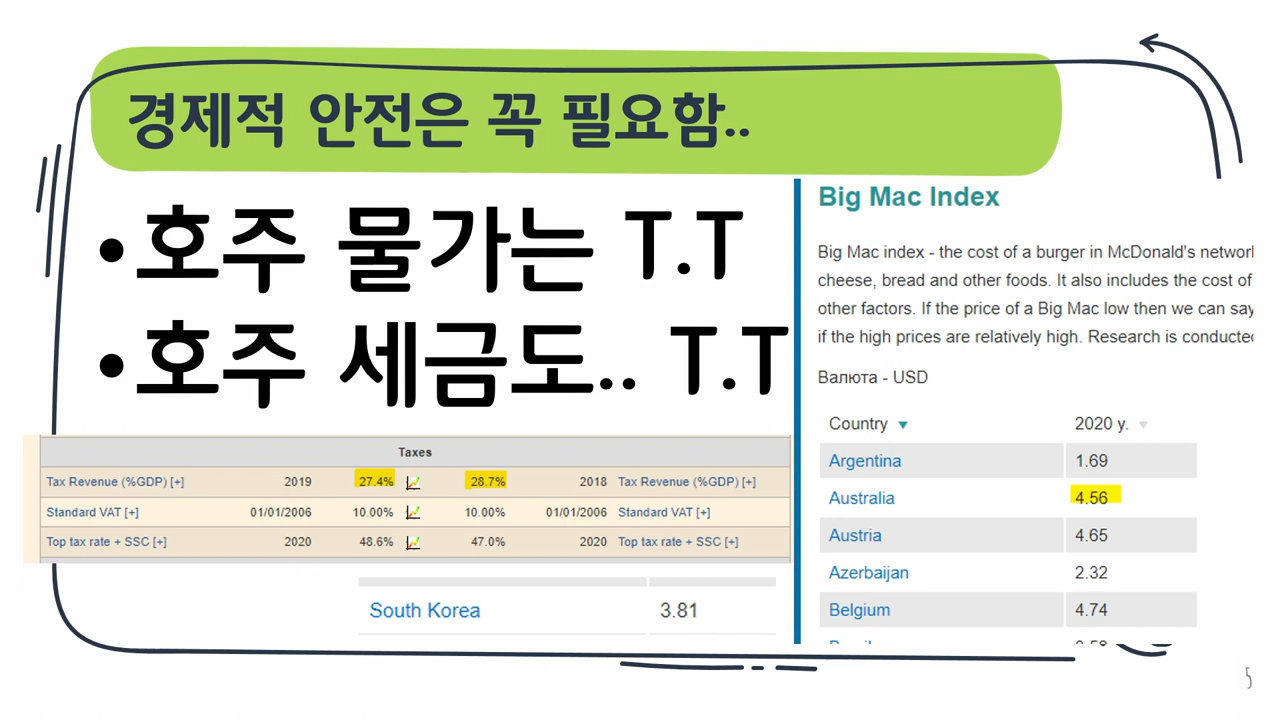 경제적 안전은 꼭 필요함..
•호주 물가는 T.T
•호주 세금도.. T.T
Taxes
Tax Revenue (%GDP) [+] 2019 27.4% 28.7% 2018 Tax Revenue (%GDP) [+]
Standard VAT [+] 01/01/2006 10.00% 10.00% 01/01/2006 Standard VAT [+]
Top tax rate + SSC [+] 2020 48.6% 47.0% 2020 Top tax rate + SSC [+]
South Korea 3.81
Big Mac Index
Big Mac index - the cost of a burger in McDonald's network
cheese, bread and other foods. It also includes the cost of
other factors. If the price of a Big Mac low then we can say
if the high prices are relatively high. Research is conducted
Валюта - USD
Country ▼ 2020 y. ▼
Argentina 1.69
Australia 4.56
Austria 4.65
Azerbaijan 2.32
Belgium 4.74
5